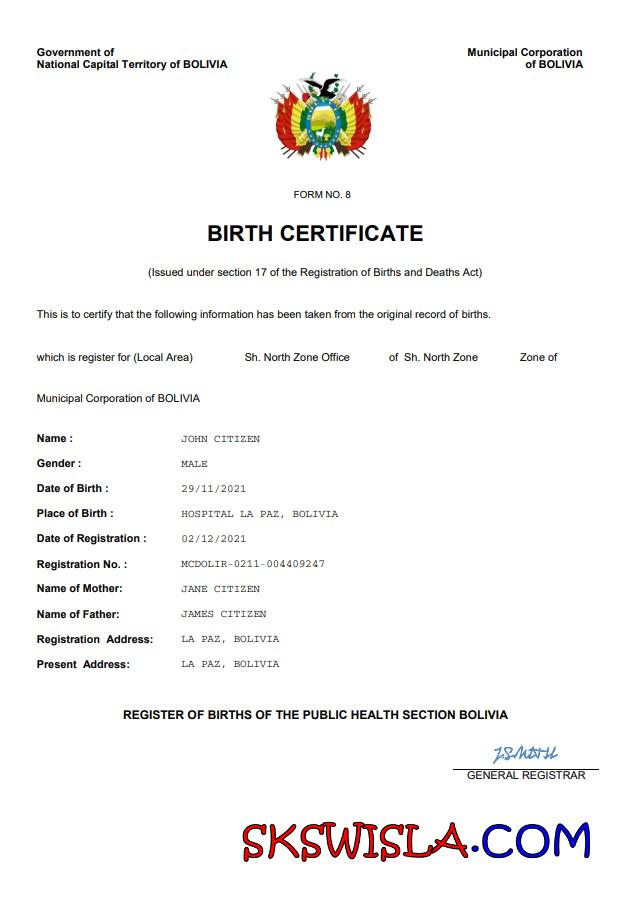 Government of
National Capital Territory of BOLIVIA
Municipal Corporation
of BOLIVIA
FORM NO. 8
BIRTH CERTIFICATE
(Issued under section 17 of the Registration of Births and Deaths Act)
This is to certify that the following information has been taken from the original record of births.
which is register for (Local Area) Sh. North Zone Office of Sh. North Zone Zone of
Municipal Corporation of BOLIVIA
Name : JOHN CITIZEN
Gender : MALE
Date of Birth : 29/11/2021
Place of Birth : HOSPITAL LA PAZ, BOLIVIA
Date of Registration : 02/12/2021
Registration No. : MCDOLIR-0211-004409247
Name of Mother: JANE CITIZEN
Name of Father: JAMES CITIZEN
Registration Address: LA PAZ, BOLIVIA
Present Address: LA PAZ, BOLIVIA
REGISTER OF BIRTHS OF THE PUBLIC HEALTH SECTION BOLIVIA
GENERAL REGISTRAR
SKSWISLA.COM